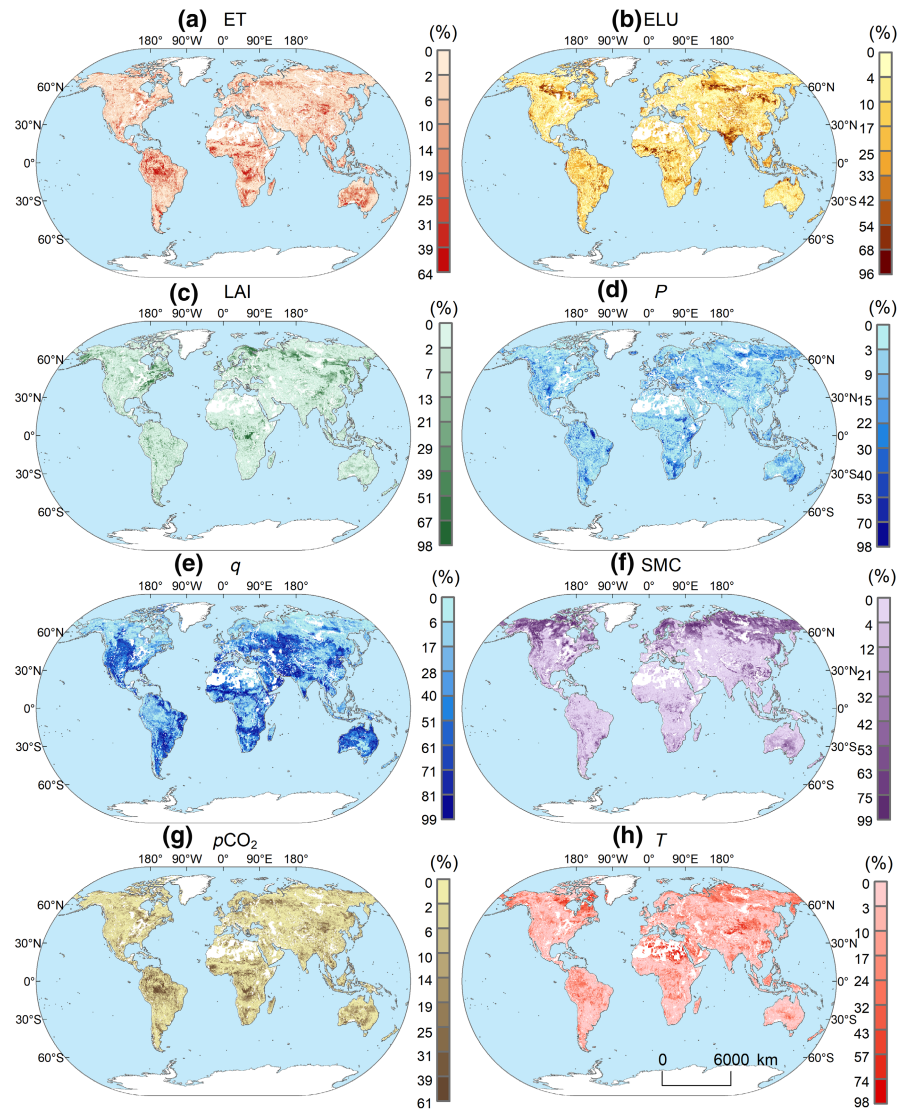 (a) ET
180° 90°W 0° 90°E 180°
60°N
30°N
0°
30°S
60°S
(%)
0
2
6
10
14
19
25
31
39
64
(b) ELU
180° 90°W 0° 90°E 180°
60°N
30°N
0°
30°S
60°S
(%)
0
4
10
17
25
33
42
54
68
96
(c) LAI
180° 90°W 0° 90°E 180°
60°N
30°N
0°
30°S
60°S
(%)
0
2
7
13
21
29
39
51
67
98
(d) P
180° 90°W 0° 90°E 180°
60°N
30°N
0°
30°S
60°S
(%)
0
3
9
15
22
30
40
53
70
98
(e) q
180° 90°W 0° 90°E 180°
60°N
30°N
0°
30°S
60°S
(%)
0
6
17
28
40
51
61
71
81
99
(f) SMC
180° 90°W 0° 90°E 180°
60°N
30°N
0°
30°S
60°S
(%)
0
4
12
21
32
42
53
63
75
99
(g) pCO₂
180° 90°W 0° 90°E 180°
60°N
30°N
0°
30°S
60°S
(%)
0
2
6
10
14
19
25
31
39
61
(h) T
180° 90°W 0° 90°E 180°
60°N
30°N
0°
30°S
60°S
(%)
0
3
10
17
24
32
43
57
74
98
0 6000 km